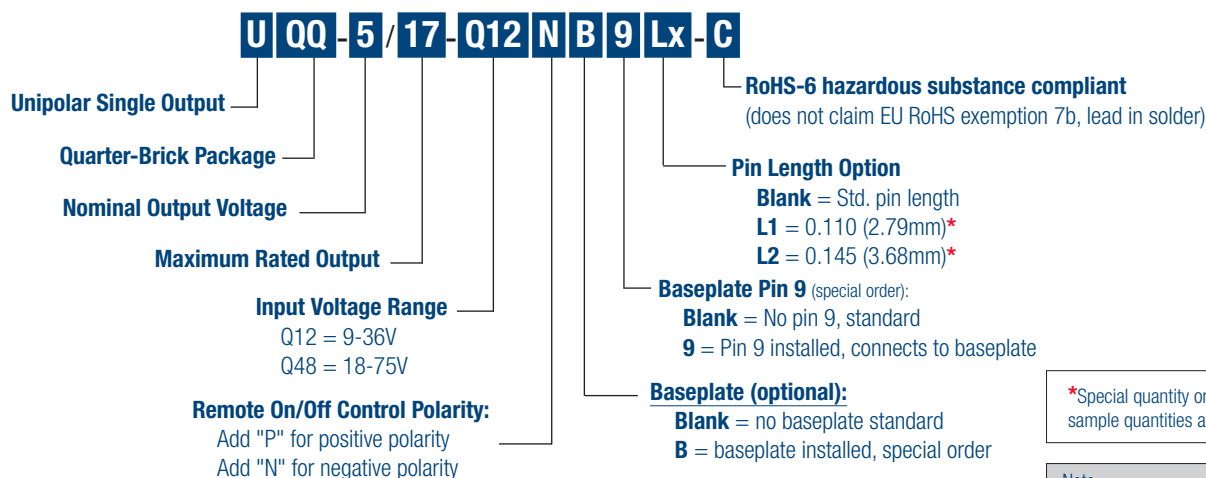 U QQ - 5 / 17 - Q12 N B 9 Lx - C
Unipolar Single Output
Quarter-Brick Package
Nominal Output Voltage
Maximum Rated Output
Input Voltage Range
Q12 = 9-36V
Q48 = 18-75V
Remote On/Off Control Polarity:
Add "P" for positive polarity
Add "N" for negative polarity
RoHS-6 hazardous substance compliant
(does not claim EU RoHS exemption 7b, lead in solder)
Pin Length Option
Blank = Std. pin length
L1 = 0.110 (2.79mm)*
L2 = 0.145 (3.68mm)*
Baseplate Pin 9 (special order):
Blank = No pin 9, standard
9 = Pin 9 installed, connects to baseplate
Baseplate (optional):
Blank = no baseplate standard
B = baseplate installed, special order
*Special quantity
sample quantities